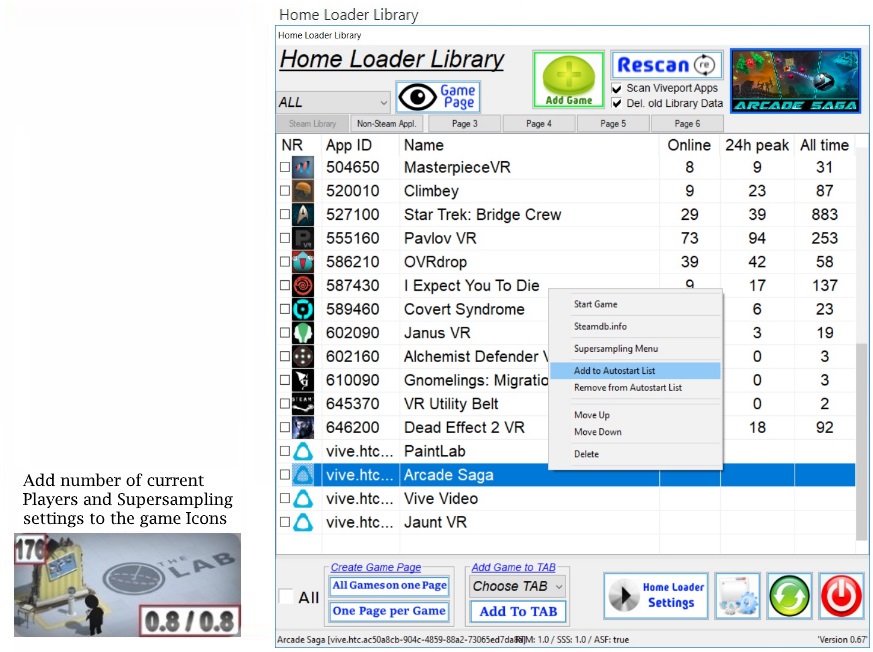 Home Loader Library
Home Loader Library
Home Loader Library
ALL
Game
Page
Add Game
Rescan re
Scan Viveport Apps
Del. old Library Data
ARCADE SAGA
Steam Library Non-Steam Appl. Page 3 Page 4 Page 5 Page 6
NR App ID Name Online 24h peak All time
504650 MasterpieceVR 8 9 31
520010 Climbey 9 23 87
527100 Star Trek: Bridge Crew 29 39 883
555160 Pavlov VR 73 94 253
586210 OVRdrop 39 42 58
587430 I Expect You To Die 9 17 137
589460 Covert Syndrome 6 23
602090 Janus VR 3 19
602160 Alchemist Defender 0 3
610090 Gnomelings: Migratio 0 3
645370 VR Utility Belt 0 2
646200 Dead Effect 2 VR 18 92
vive.htc... PaintLab
vive.htc... Arcade Saga
vive.htc... Vive Video
vive.htc... Jaunt VR
Start Game
Steamdb.info
Supersampling Menu
Add to Autostart List
Remove from Autostart List
Move Up
Move Down
Delete
Add number of current
Players and Supersampling
settings to the game Icons
176
THE
LAB
0.8 / 0.8
All
Create Game Page
All Games on one Page
One Page per Game
Add Game to TAB
Choose TAB
Add To TAB
Home Loader
Settings
Arcade Saga [vive.htc.ac50a8cb-904c-4859-88a2-73065ed7da 1.0 / SSS: 1.0 / ASF: true 'Version 0.67'